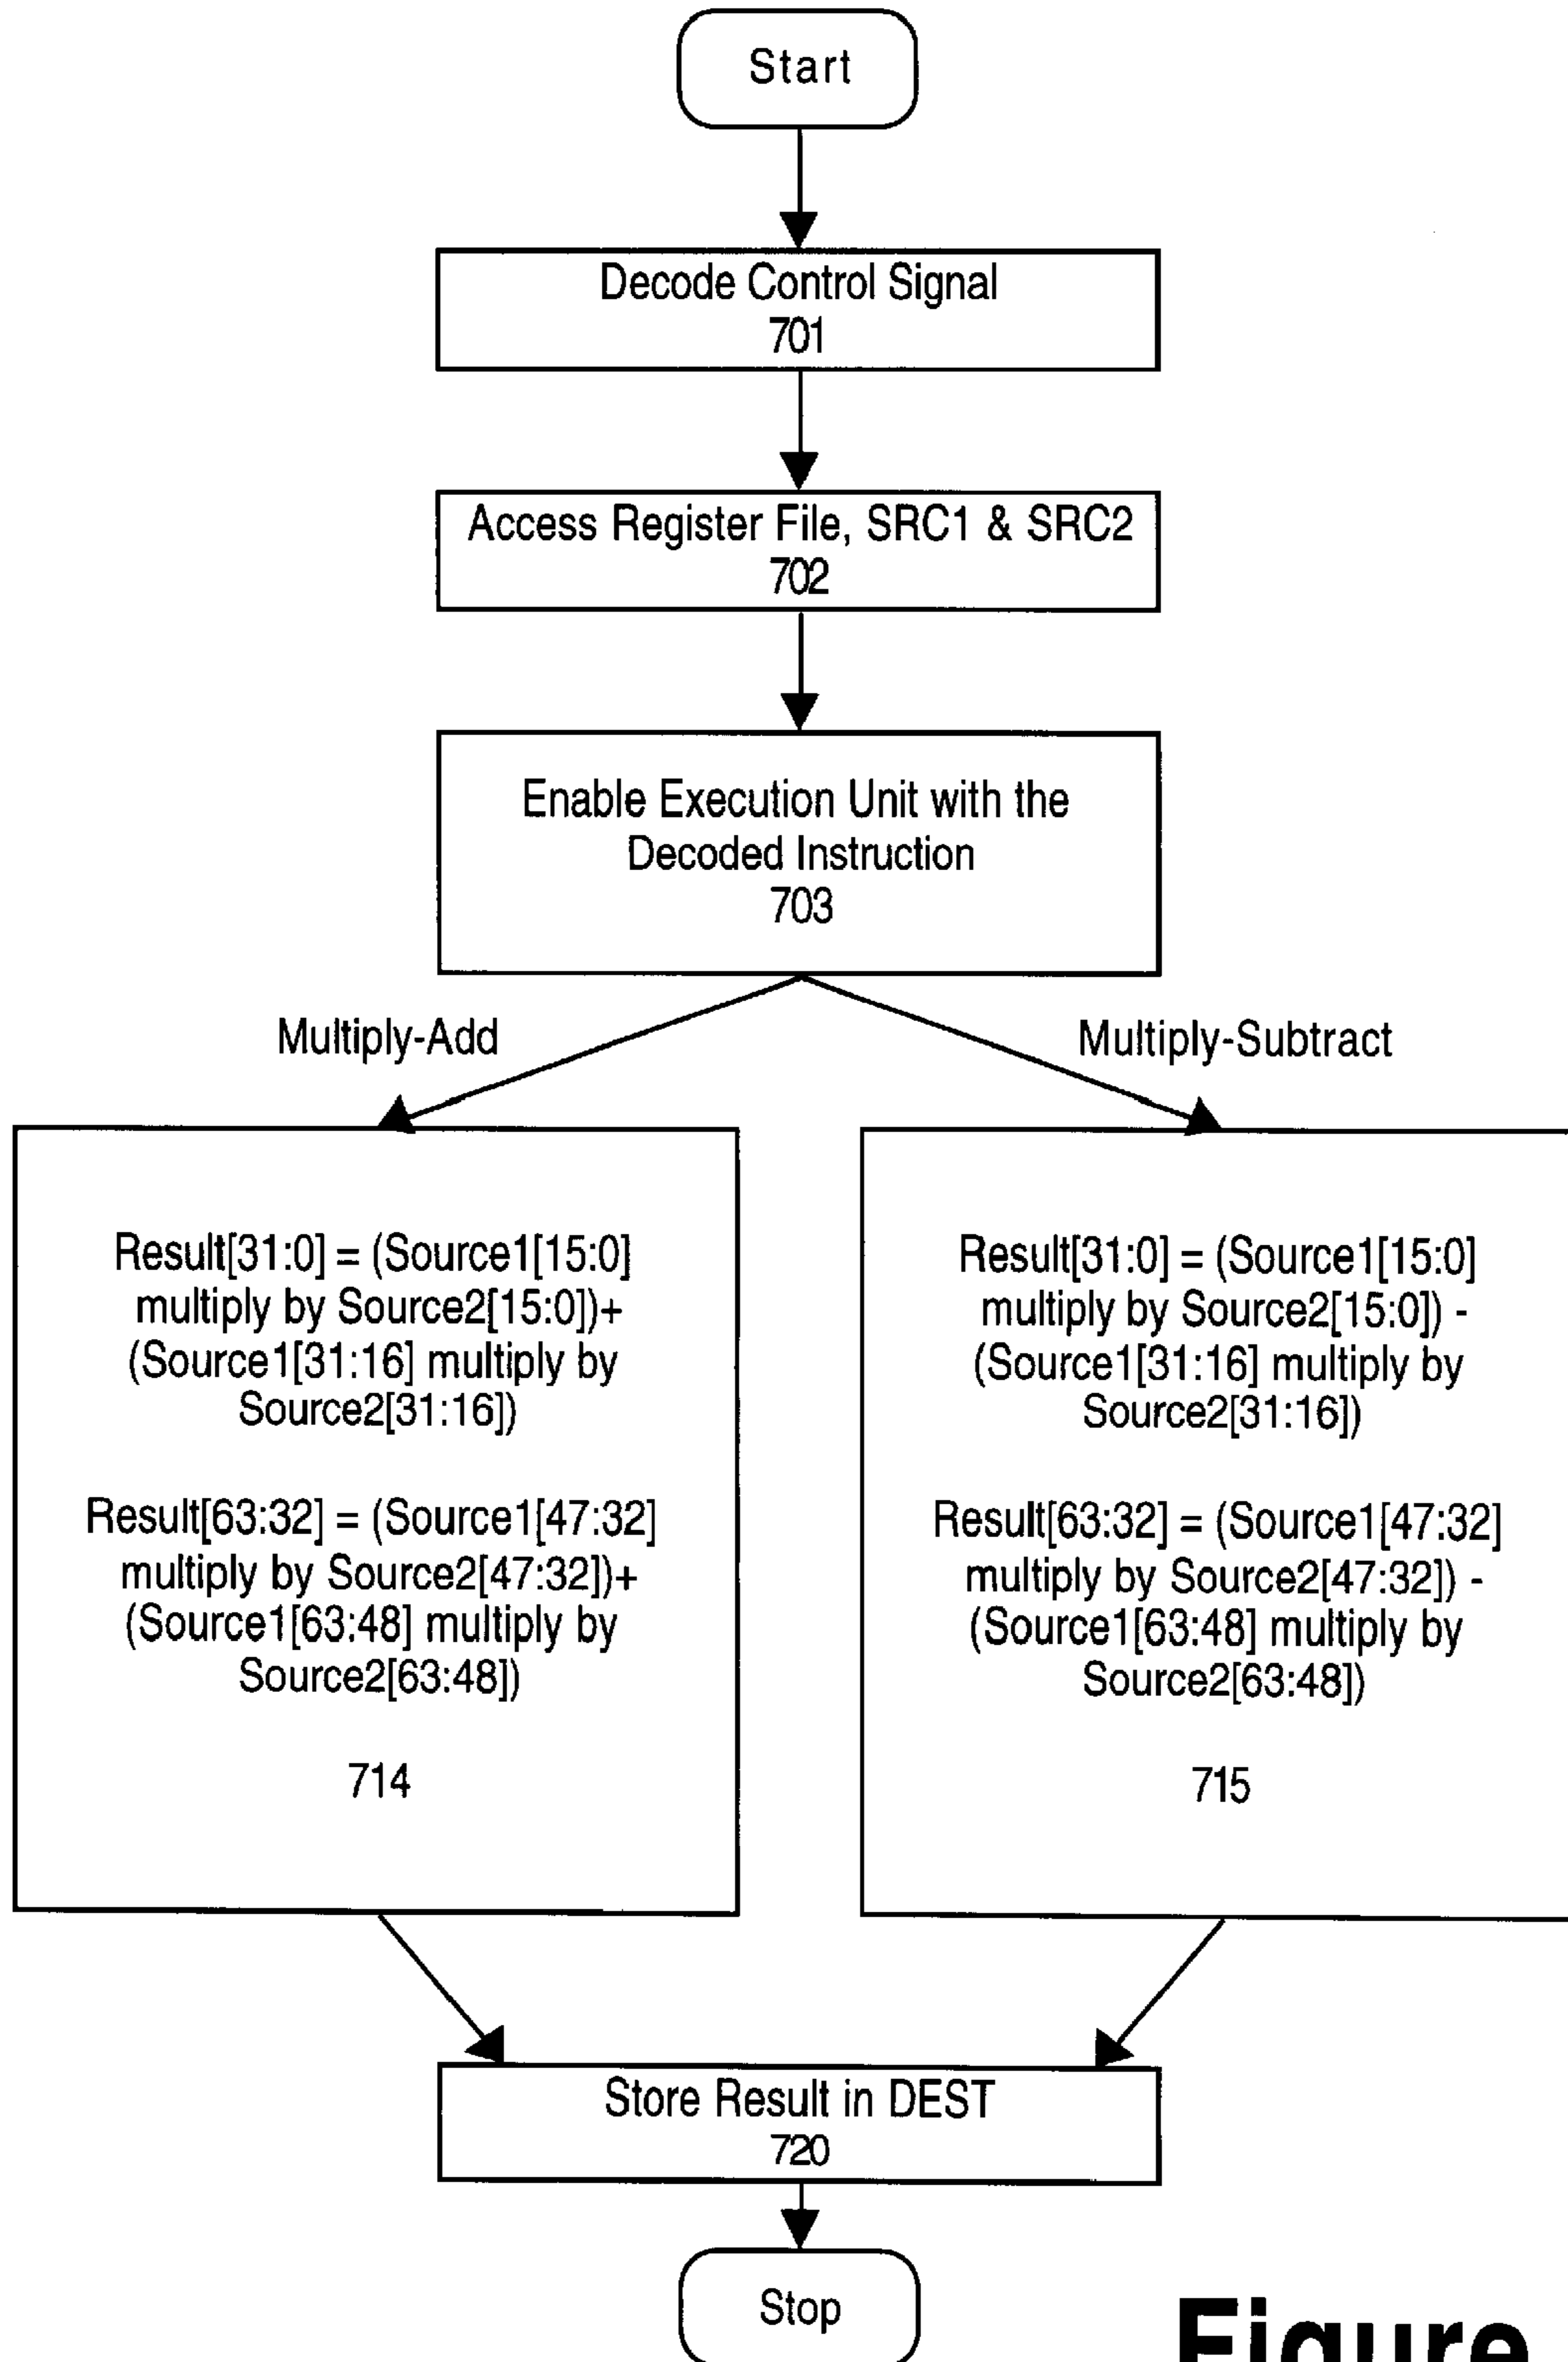 Start
Decode Control Signal
701
Access Register File, SRC1 & SRC2
702
Enable Execution Unit with the
Decoded Instruction
703
Multiply-Add
Multiply-Subtract
Result[31:0] = (Source1[15:0]
multiply by Source2[15:0])+
(Source1[31:16] multiply by
Source2[31:16])
Result[63:32] = (Source1[47:32]
multiply by Source2[47:32])+
(Source1[63:48] multiply by
Source2[63:48])
714
Result[31:0] = (Source1[15:0]
multiply by Source2[15:0]) -
(Source1[31:16] multiply by
Source2[31:16])
Result[63:32] = (Source1[47:32]
multiply by Source2[47:32]) -
(Source1[63:48] multiply by
Source2[63:48])
715
Store Result in DEST
720
Stop
Figure